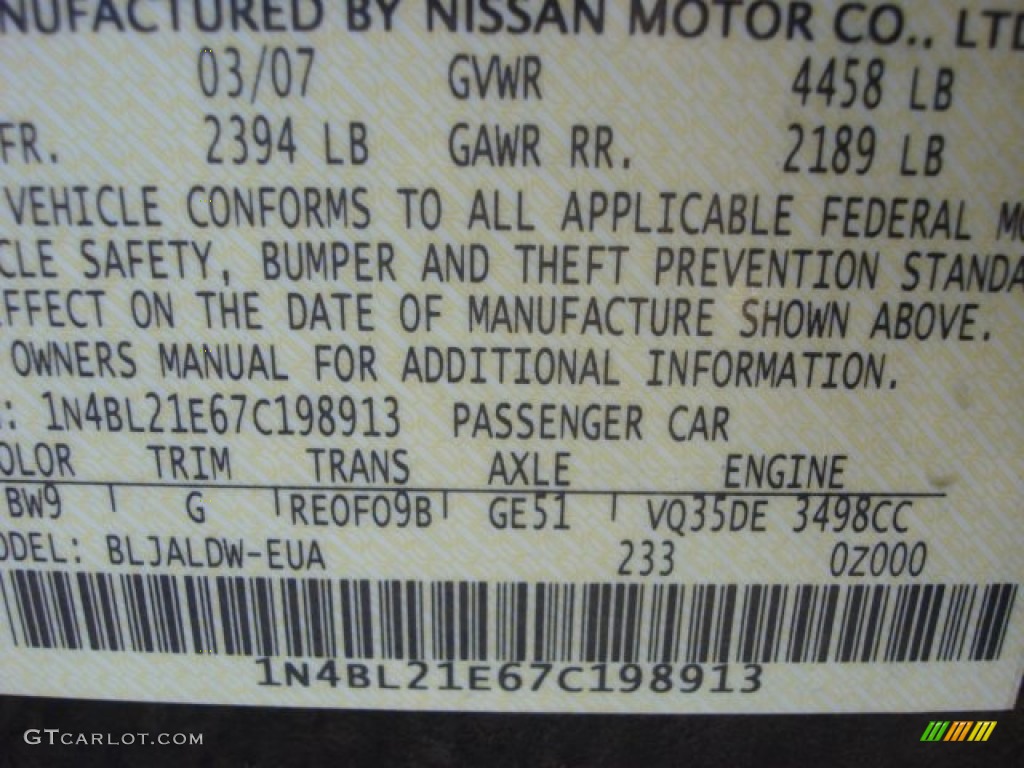 NUFACTURED BY NISSAN MOTOR CO., LTD
03/07 GVWR 4458 LB
FR. 2394 LB GAWR RR. 2189 LB
VEHICLE CONFORMS TO ALL APPLICABLE FEDERAL MO
CLE SAFETY, BUMPER AND THEFT PREVENTION STANDA
EFFECT ON THE DATE OF MANUFACTURE SHOWN ABOVE.
OWNERS MANUAL FOR ADDITIONAL INFORMATION.
: 1N4BL21E67C198913 PASSENGER CAR
OLOR TRIM TRANS AXLE ENGINE
BW9 G RE0F09B GE51 VQ35DE 3498CC
ODEL: BLJALDW-EUA 233 0Z000
1N4BL21E67C198913
GTCARLOT.COM